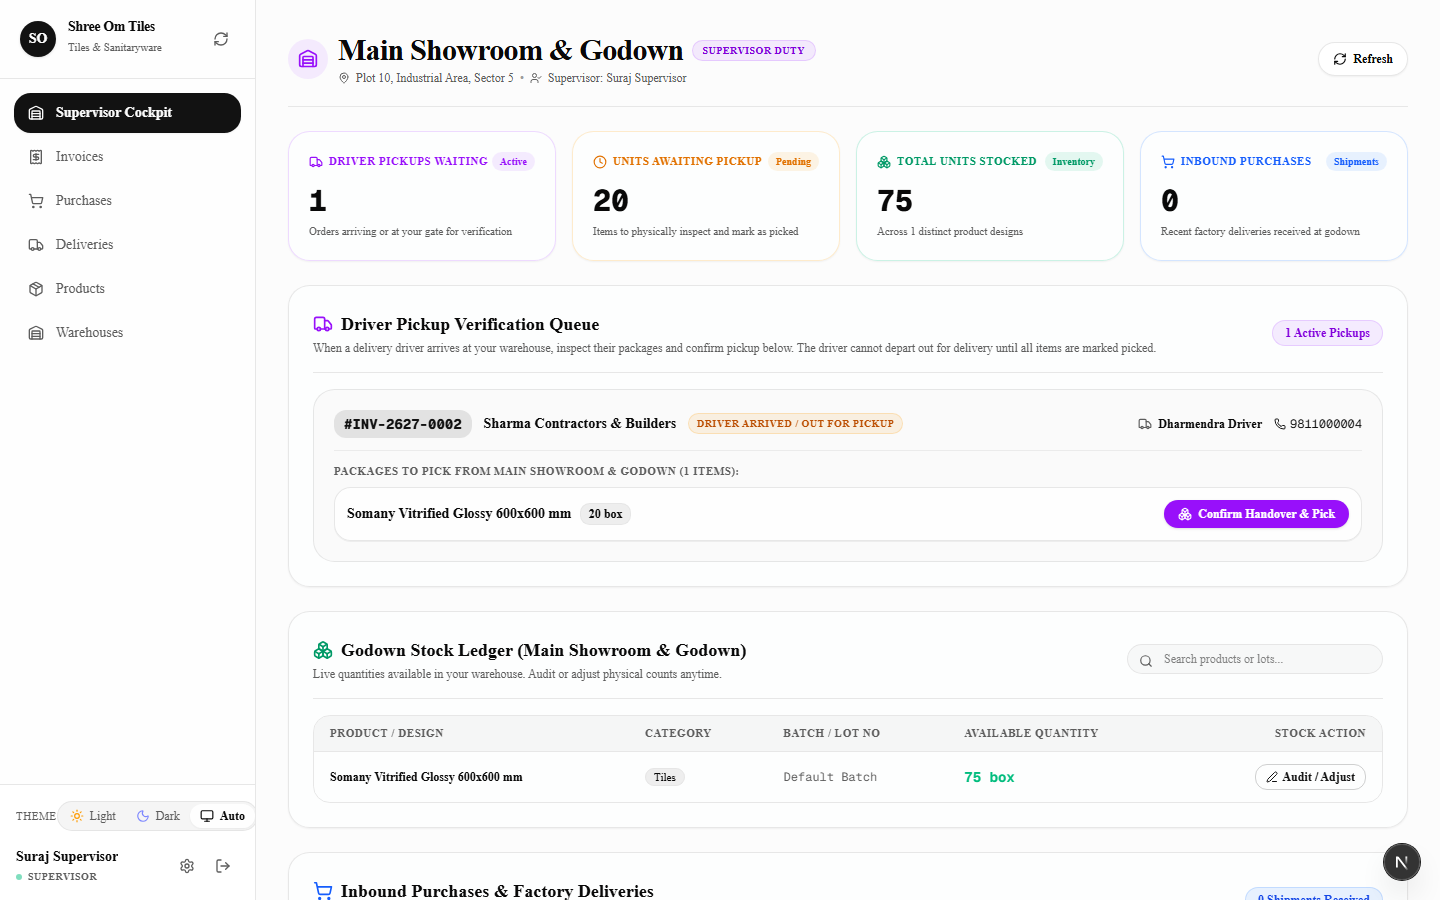 SO
Shree Om Tiles
Tiles & Sanitaryware
Supervisor Cockpit
Invoices
Purchases
Deliveries
Products
Warehouses
THEME Light Dark Auto
Suraj Supervisor
SUPERVISOR
Main Showroom & Godown SUPERVISOR DUTY
Plot 10, Industrial Area, Sector 5 • Supervisor: Suraj Supervisor
Refresh
DRIVER PICKUPS WAITING Active
1
Orders arriving or at your gate for verification
UNITS AWAITING PICKUP Pending
20
Items to physically inspect and mark as picked
TOTAL UNITS STOCKED Inventory
75
Across 1 distinct product designs
INBOUND PURCHASES Shipments
0
Recent factory deliveries received at godown
Driver Pickup Verification Queue
When a delivery driver arrives at your warehouse, inspect their packages and confirm pickup below. The driver cannot depart out for delivery until all items are marked picked.
1 Active Pickups
#INV-2627-0002 Sharma Contractors & Builders DRIVER ARRIVED / OUT FOR PICKUP Dharmendra Driver 9811000004
PACKAGES TO PICK FROM MAIN SHOWROOM & GODOWN (1 ITEMS):
Somany Vitrified Glossy 600x600 mm 20 box Confirm Handover & Pick
Godown Stock Ledger (Main Showroom & Godown)
Live quantities available in your warehouse. Audit or adjust physical counts anytime.
Search products or lots...
PRODUCT / DESIGN CATEGORY BATCH / LOT NO AVAILABLE QUANTITY STOCK ACTION
Somany Vitrified Glossy 600x600 mm Tiles Default Batch 75 box Audit / Adjust
Inbound Purchases & Factory Deliveries
0 Shipments Received
N